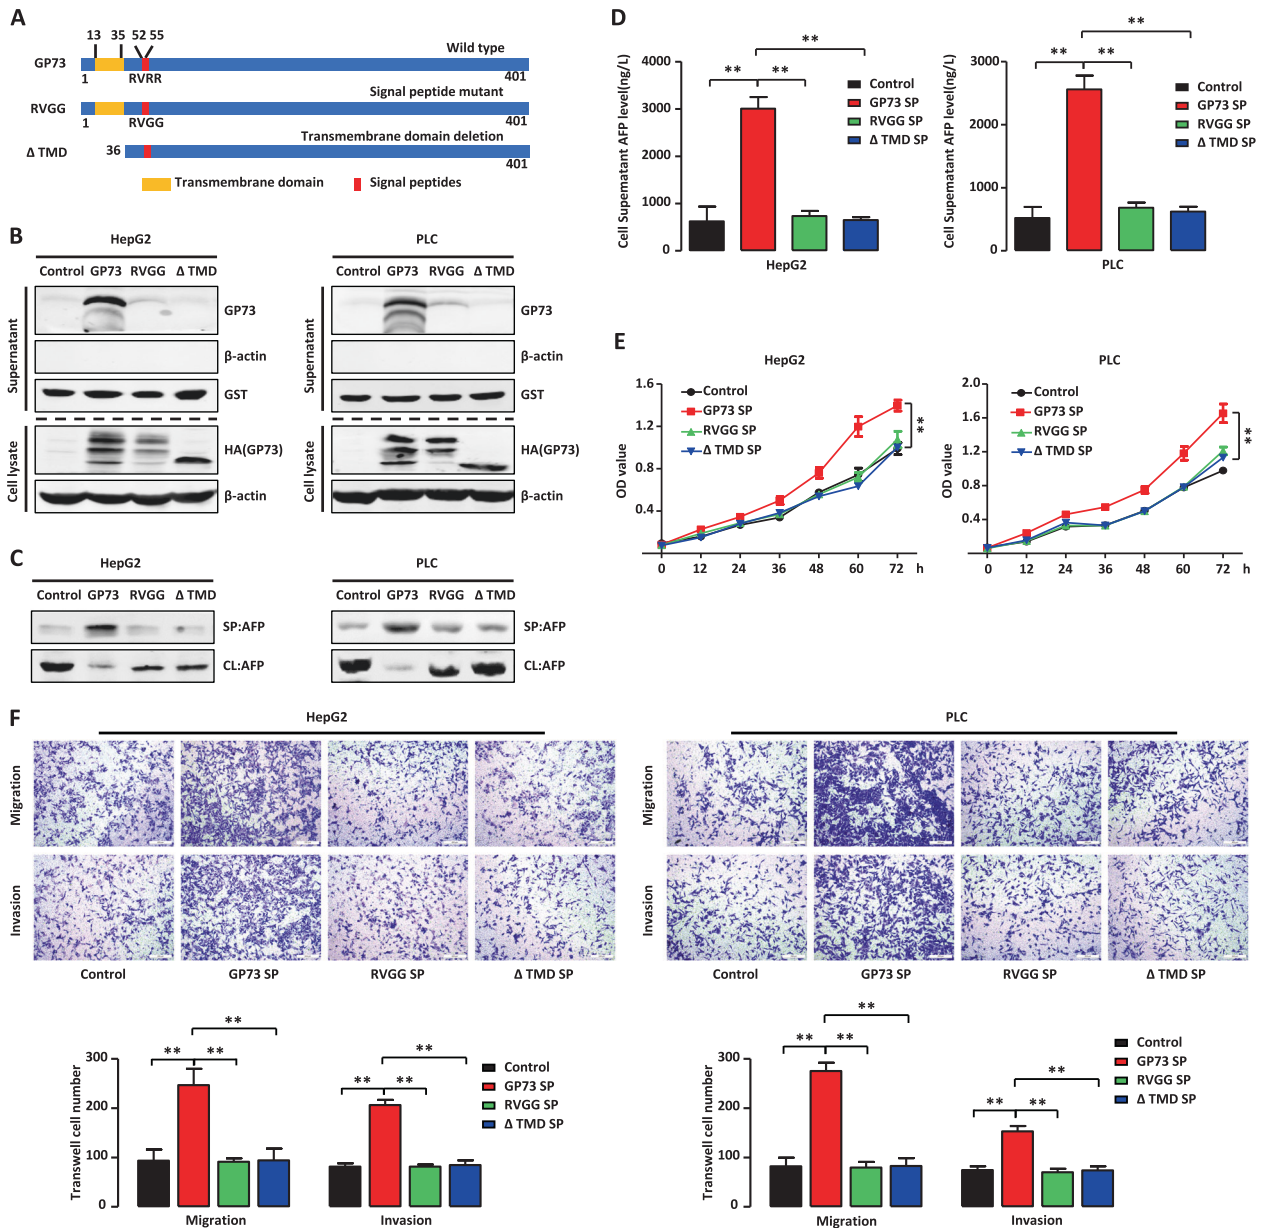 A
13 35 52 55
Wild type
GP73
1 RVRR 401
Signal peptide mutant
RVGG
1 RVGG 401
Transmembrane domain deletion
Δ TMD 36
401
Transmembrane domain Signal peptides
B
HepG2 PLC
Control GP73 RVGG Δ TMD Control GP73 RVGG Δ TMD
Supernatant
GP73 GP73
β-actin β-actin
GST GST
Cell lysate
HA(GP73) HA(GP73)
β-actin β-actin
Supernatant
Cell lysate
C
HepG2 PLC
Control GP73 RVGG Δ TMD Control GP73 RVGG Δ TMD
SP:AFP SP:AFP
CL:AFP CL:AFP
D
Cell Supematant AFP level(ng/L)
4000
3000
2000
1000
0
** ** **
Control
GP73 SP
RVGG SP
Δ TMD SP
HepG2
Cell Supematant AFP level(ng/L)
3000
2000
1000
0
** ** **
Control
GP73 SP
RVGG SP
Δ TMD SP
PLC
E
HepG2
OD value
1.6
1.2
0.8
0.4
Control
GP73 SP
RVGG SP
Δ TMD SP
**
0 12 24 36 48 60 72 h
PLC
OD value
2.0
1.6
1.2
0.8
0.4
Control
GP73 SP
RVGG SP
Δ TMD SP
**
0 12 24 36 48 60 72 h
F
HepG2 PLC
Migration Migration
Invasion Invasion
Control GP73 SP RVGG SP Δ TMD SP Control GP73 SP RVGG SP Δ TMD SP
Transwell cell number
300
200
100
0
** ** **
** ** **
Control
GP73 SP
RVGG SP
Δ TMD SP
Migration Invasion
Transwell cell number
300
200
100
0
** ** **
** ** **
Control
GP73 SP
RVGG SP
Δ TMD SP
Migration Invasion